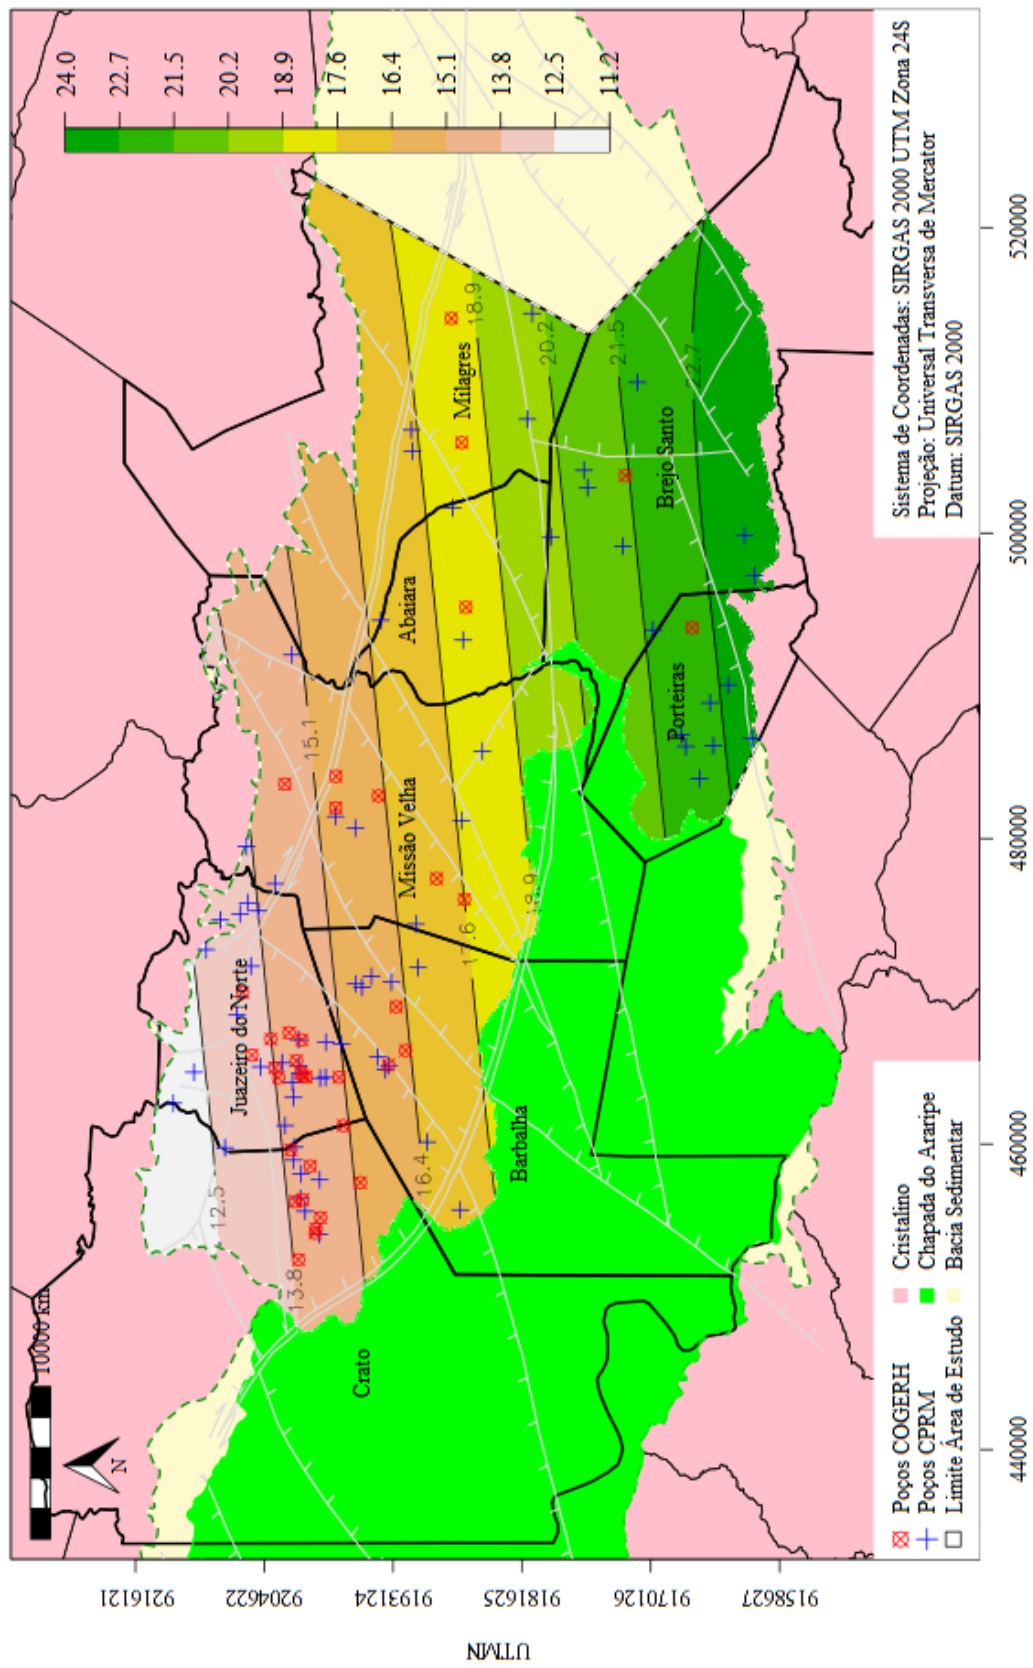 24.0
22.7
21.5
20.2
18.9
17.6
16.4
15.1
13.8
12.5
11.2
10000 km
N
Juazeiro do Norte
Crato
Barbalha
Missão Velha
Abaiara
Milagres
Brejo Santo
Porteiras
12.5
13.8
15.1
16.4
17.6
18.9
18.9
20.2
21.5
22.7
Poços COGERH
Poços CPRM
Limite Área de Estudo
Cristalino
Chapada do Araripe
Bacia Sedimentar
Sistema de Coordenadas: SIRGAS 2000 UTM Zona 24S
Projeção: Universal Transversa de Mercator
Datum: SIRGAS 2000
440000
460000
480000
500000
520000
9216121
9204622
9193124
9181625
9170126
9158627
UTMN